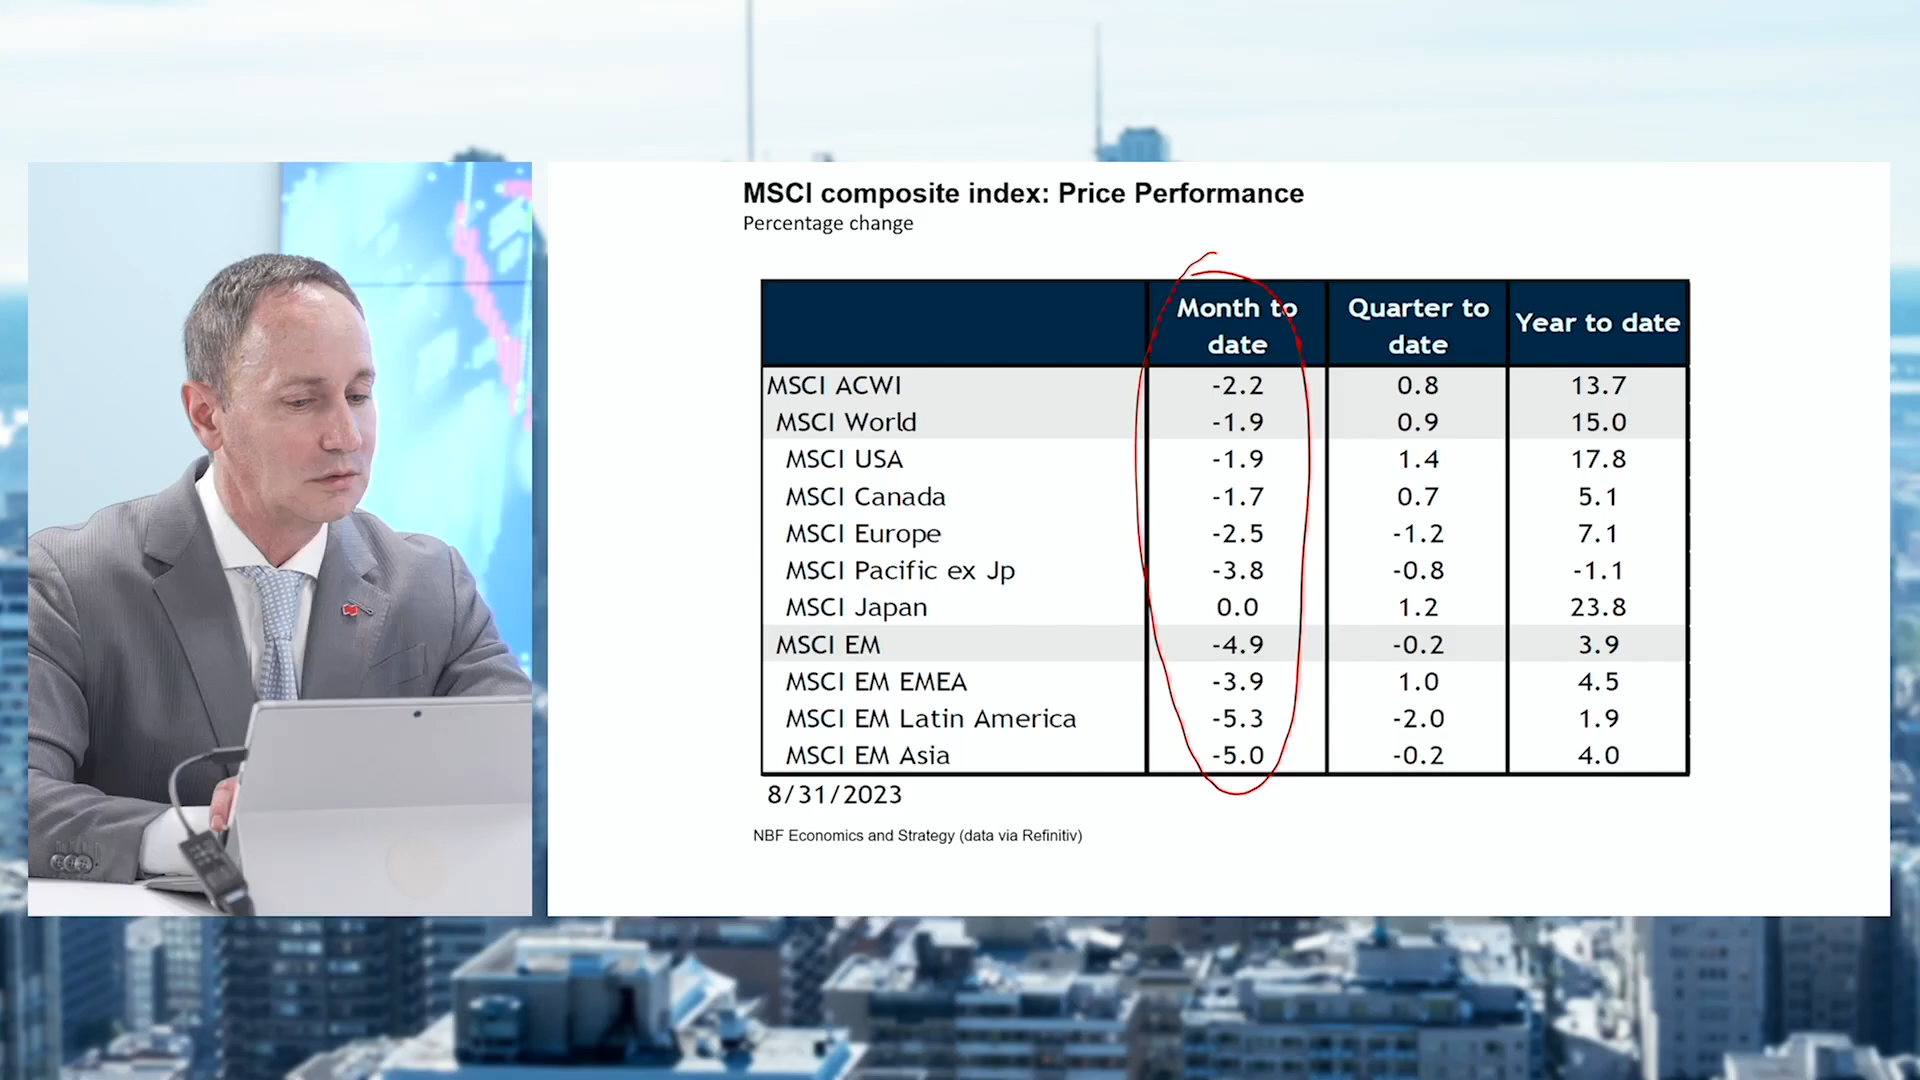 MSCI composite index: Price Performance
Percentage change
Month to date Quarter to date Year to date
MSCI ACWI -2.2 0.8 13.7
MSCI World -1.9 0.9 15.0
MSCI USA -1.9 1.4 17.8
MSCI Canada -1.7 0.7 5.1
MSCI Europe -2.5 -1.2 7.1
MSCI Pacific ex Jp -3.8 -0.8 -1.1
MSCI Japan 0.0 1.2 23.8
MSCI EM -4.9 -0.2 3.9
MSCI EM EMEA -3.9 1.0 4.5
MSCI EM Latin America -5.3 -2.0 1.9
MSCI EM Asia -5.0 -0.2 4.0
8/31/2023
NBF Economics and Strategy (data via Refinitiv)